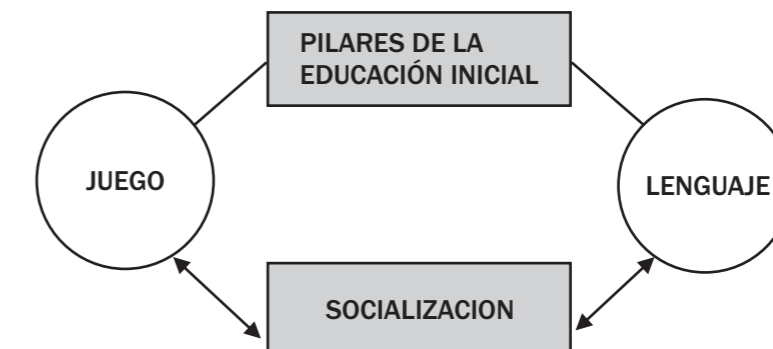 PILARES DE LA
EDUCACIÓN INICIAL
JUEGO
LENGUAJE
SOCIALIZACION